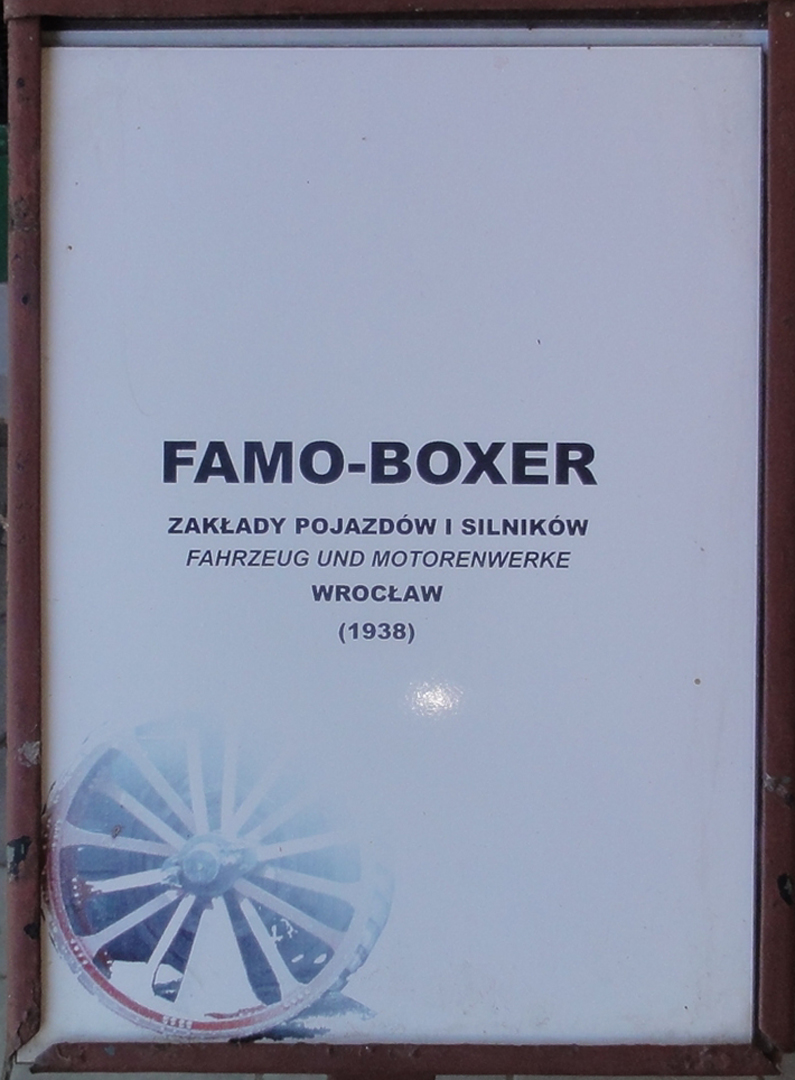 FAMO-BOXER
ZAKŁADY POJAZDÓW I SILNIKÓW
FAHRZEUG UND MOTORENWERKE
WROCŁAW
(1938)